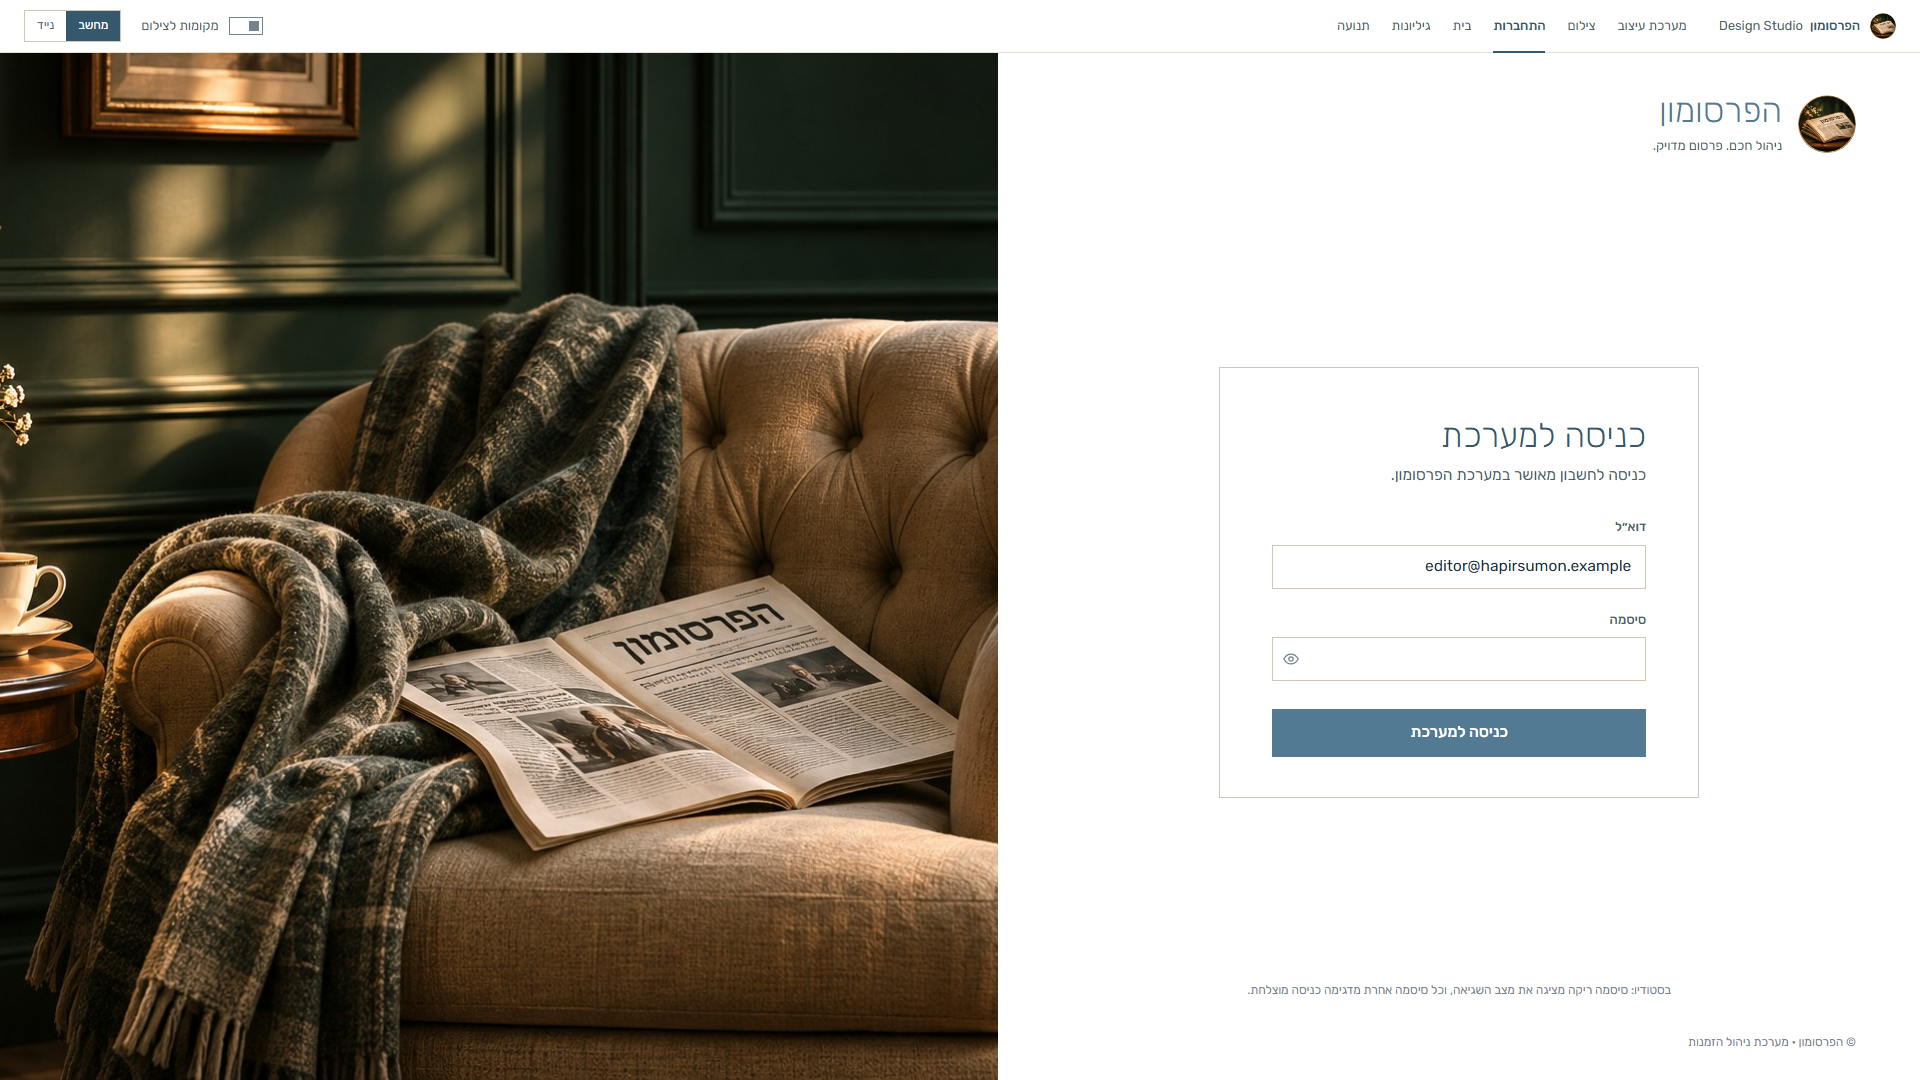 הפרסומון Design Studio
מערכת עיצוב
צילום
התחברות
בית
גיליונות
תנועה
מקומות לצילום
מחשב
נייד
הפרסומון
ניהול חכם. פרסום מדויק.
כניסה למערכת
כניסה לחשבון מאושר במערכת הפרסומון.
דוא״ל
editor@hapirsumon.example
סיסמה
כניסה למערכת
בסטודיו: סיסמה ריקה מציגה את מצב השגיאה, וכל סיסמה אחרת מדגימה כניסה מוצלחת.
© הפרסומון • מערכת ניהול הזמנות
הפרסומון